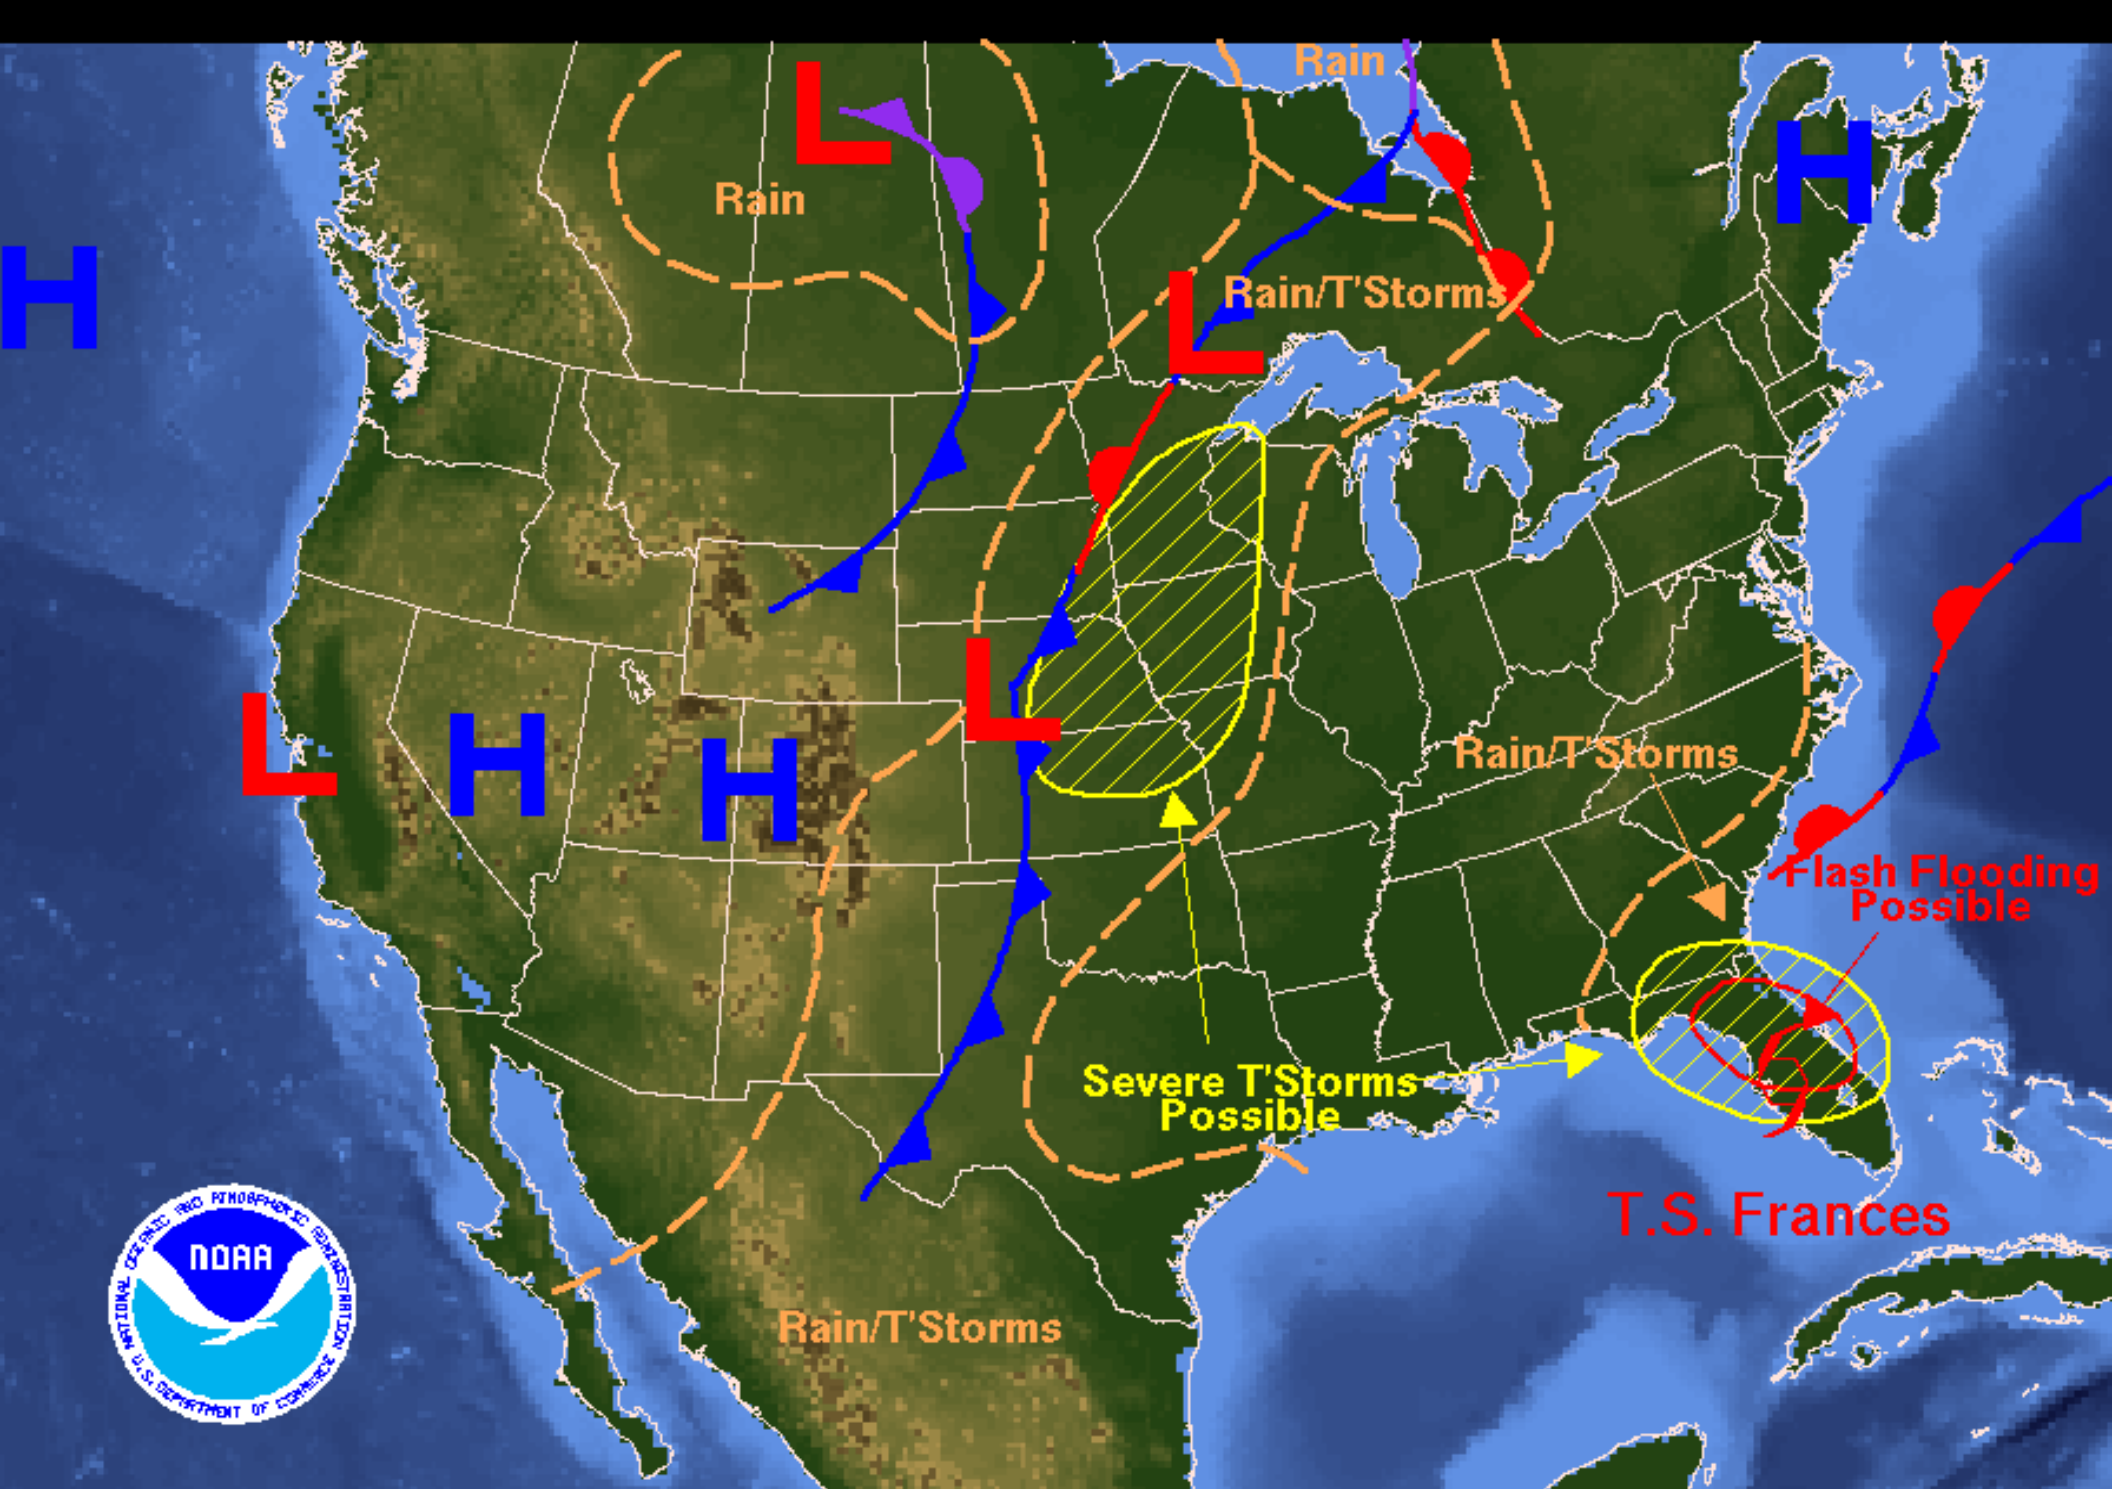 Rain
L
Rain
H
H
L
Rain/T'Storms
L
L
H
H
Rain/T'Storms
Flash Flooding
Possible
Severe T'Storms
Possible
T.S. Frances
NATIONAL OCEANIC AND ATMOSPHERIC ADMINISTRATION
NOAA
U.S. DEPARTMENT OF COMMERCE
Rain/T'Storms